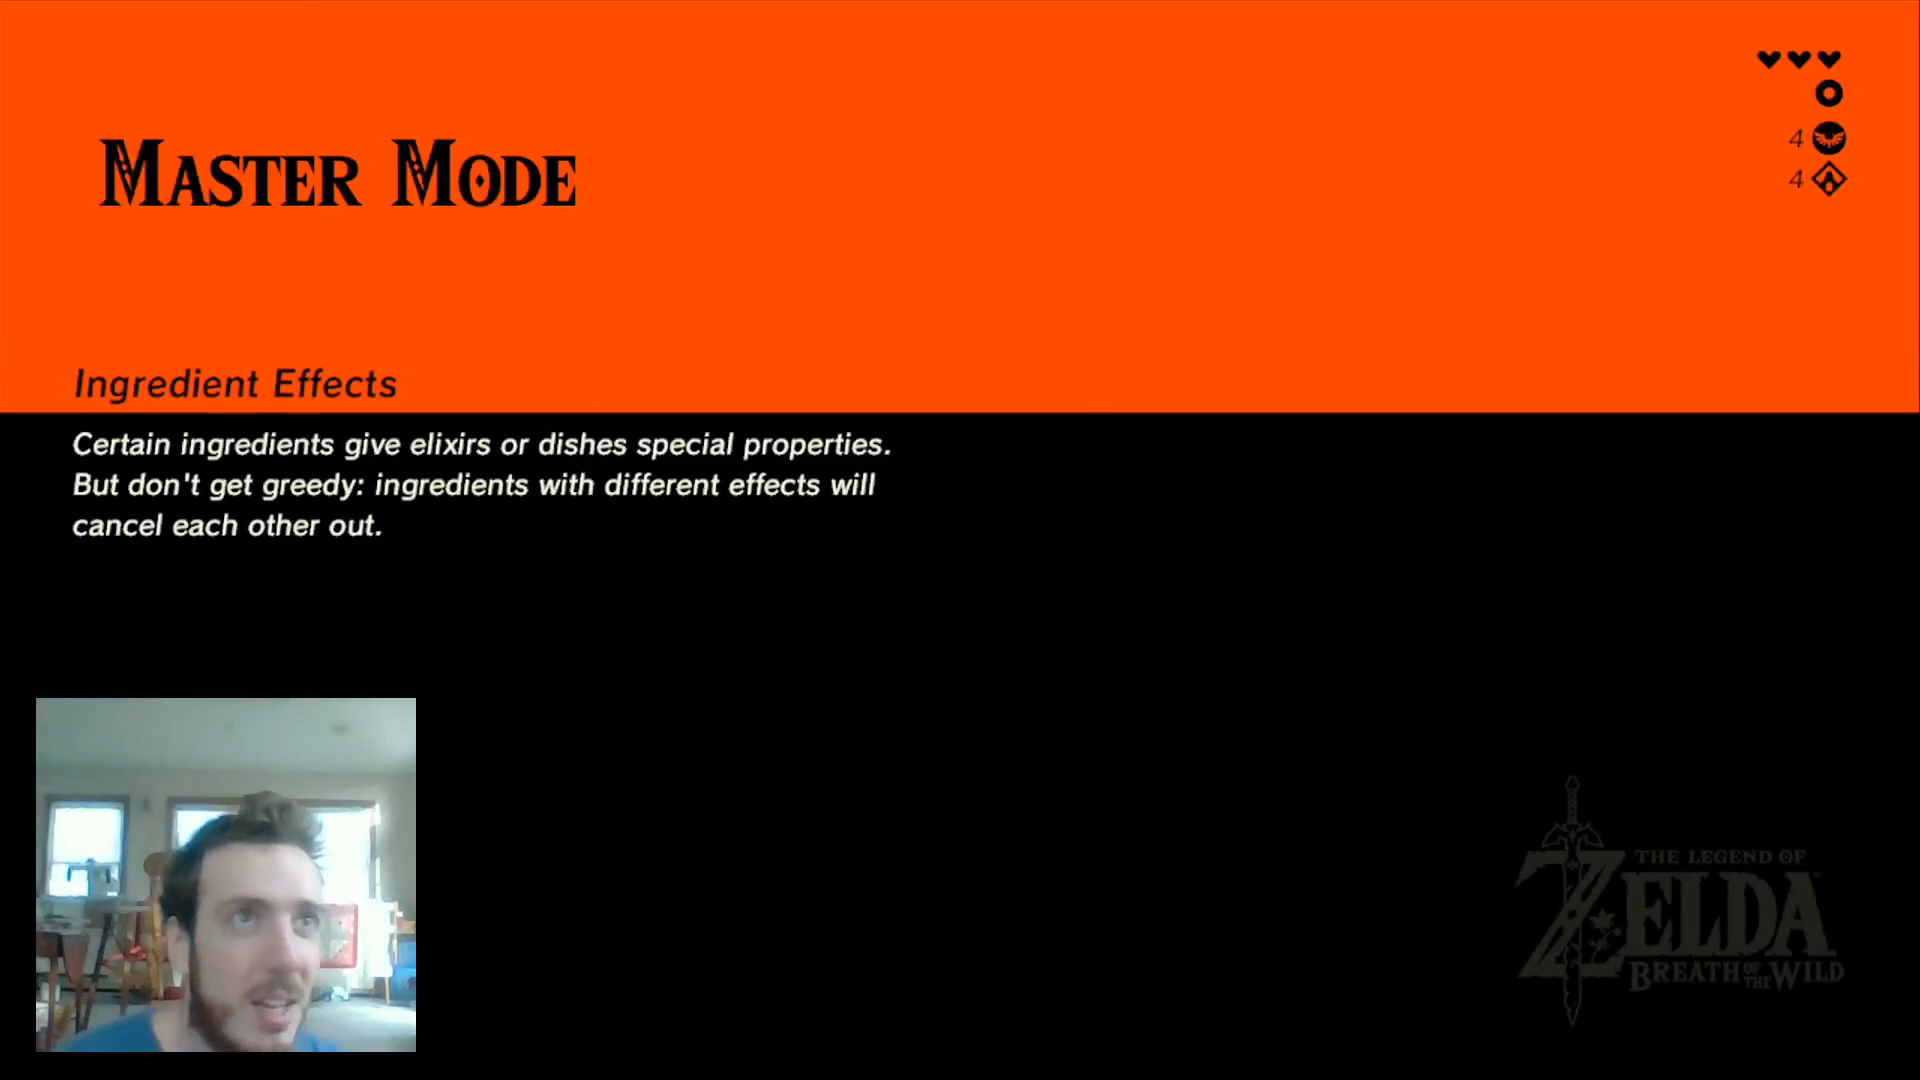 Master Mode
4
4
Ingredient Effects
Certain ingredients give elixirs or dishes special properties.
But don't get greedy: ingredients with different effects will
cancel each other out.
THE LEGEND OF
ZELDA
BREATH OF THE WILD